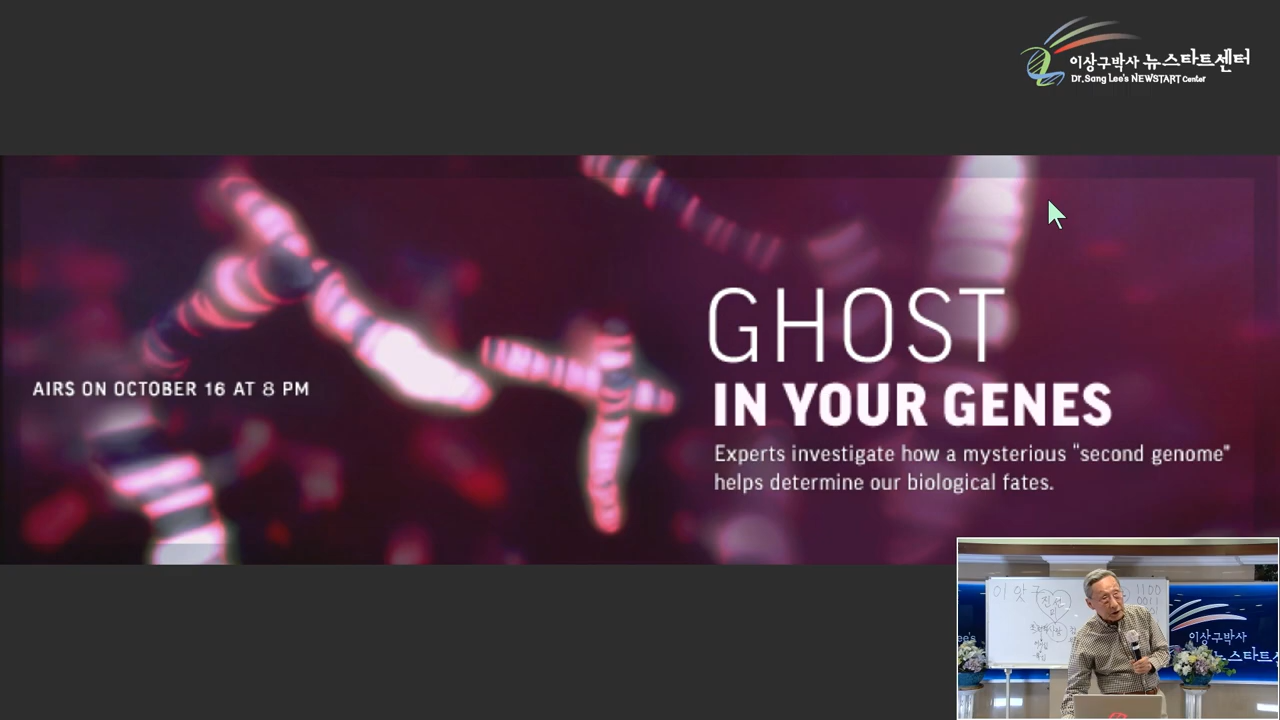 이상구박사 뉴스타트센터
Dr.Sang Lee's NEWSTART Center
AIRS ON OCTOBER 16 AT 8 PM
GHOST
IN YOUR GENES
Experts investigate how a mysterious "second genome"
helps determine our biological fates.
이상구박사
뉴스타트